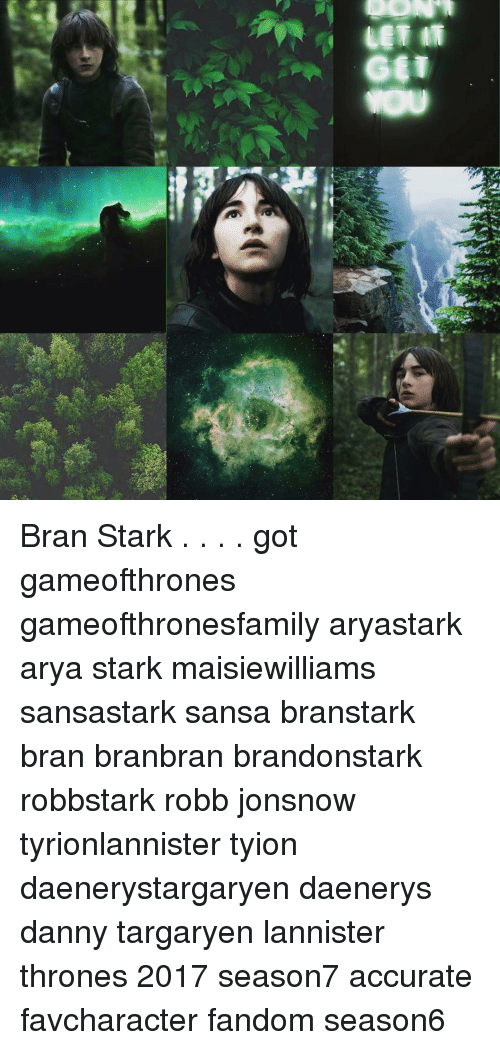 DON'T
LET IT
GET
YOU
Bran Stark . . . . got
gameofthrones
gameofthronesfamily aryastark
arya stark maisiewilliams
sansastark sansa branstark
bran branbran brandonstark
robbstark robb jonsnow
tyrionlannister tyion
daenerystargaryen daenerys
danny targaryen lannister
thrones 2017 season7 accurate
favcharacter fandom season6